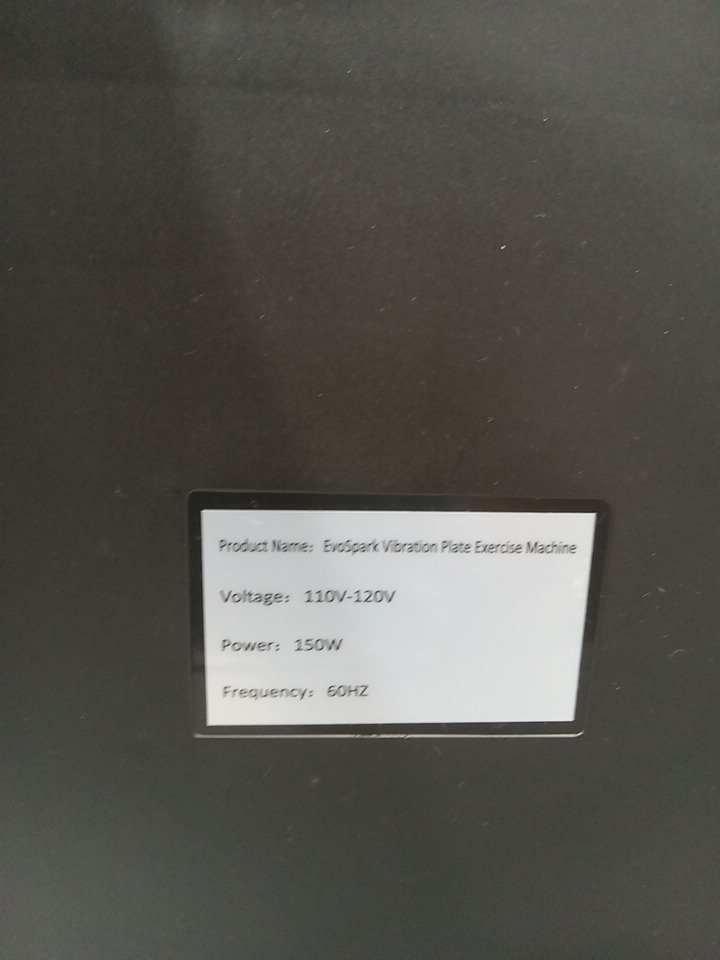 Product Name: EvoSpark Vibration Plate Exercise Machine
Voltage: 110V-120V
Power: 150W
Frequency: 60HZ